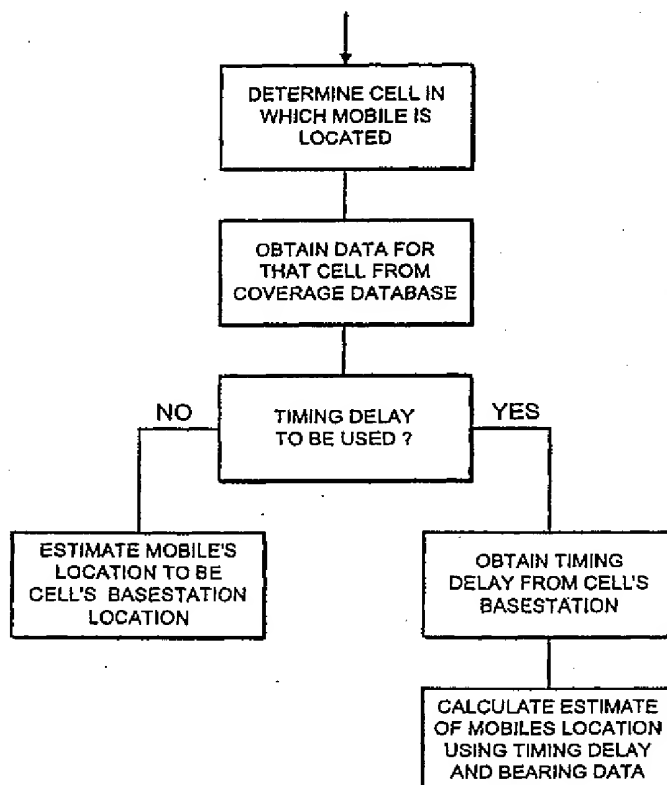 DETERMINE CELL IN
WHICH MOBILE IS
LOCATED
OBTAIN DATA FOR
THAT CELL FROM
COVERAGE DATABASE
NO
TIMING DELAY
TO BE USED ?
YES
ESTIMATE MOBILE'S
LOCATION TO BE
CELL'S BASESTATION
LOCATION
OBTAIN TIMING
DELAY FROM CELL'S
BASESTATION
CALCULATE ESTIMATE
OF MOBILES LOCATION
USING TIMING DELAY
AND BEARING DATA